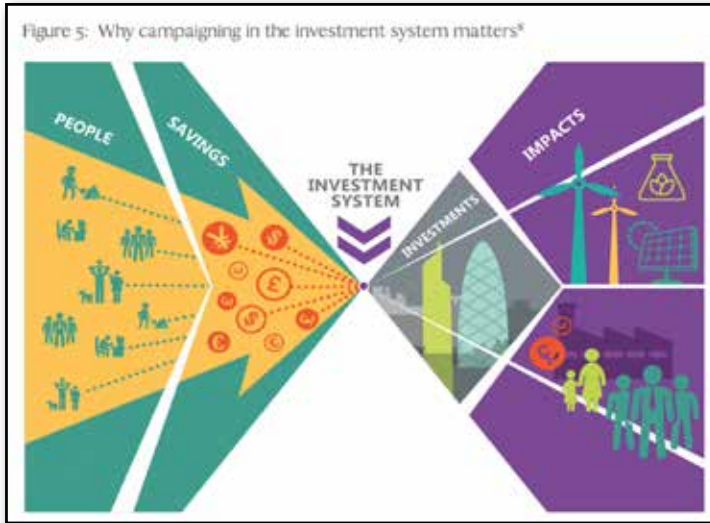 Figure 5: Why campaigning in the investment system matters⁸
PEOPLE
SAVINGS
THE
INVESTMENT
SYSTEM
INVESTMENTS
IMPACTS